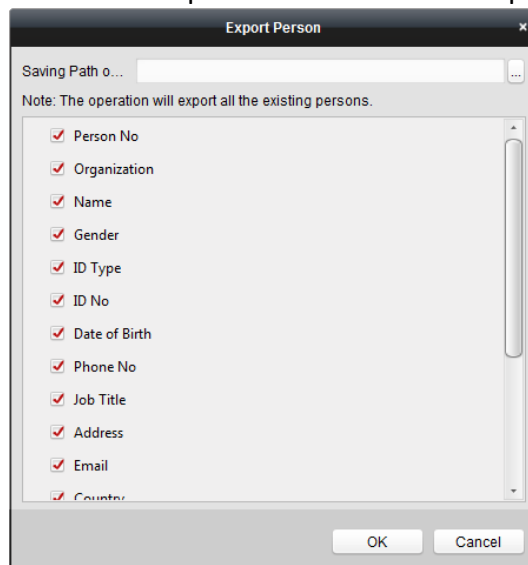 Export Person
Saving Path o...
...
Note: The operation will export all the existing persons.
Person No
Organization
Name
Gender
ID Type
ID No
Date of Birth
Phone No
Job Title
Address
Email
Country
OK Cancel